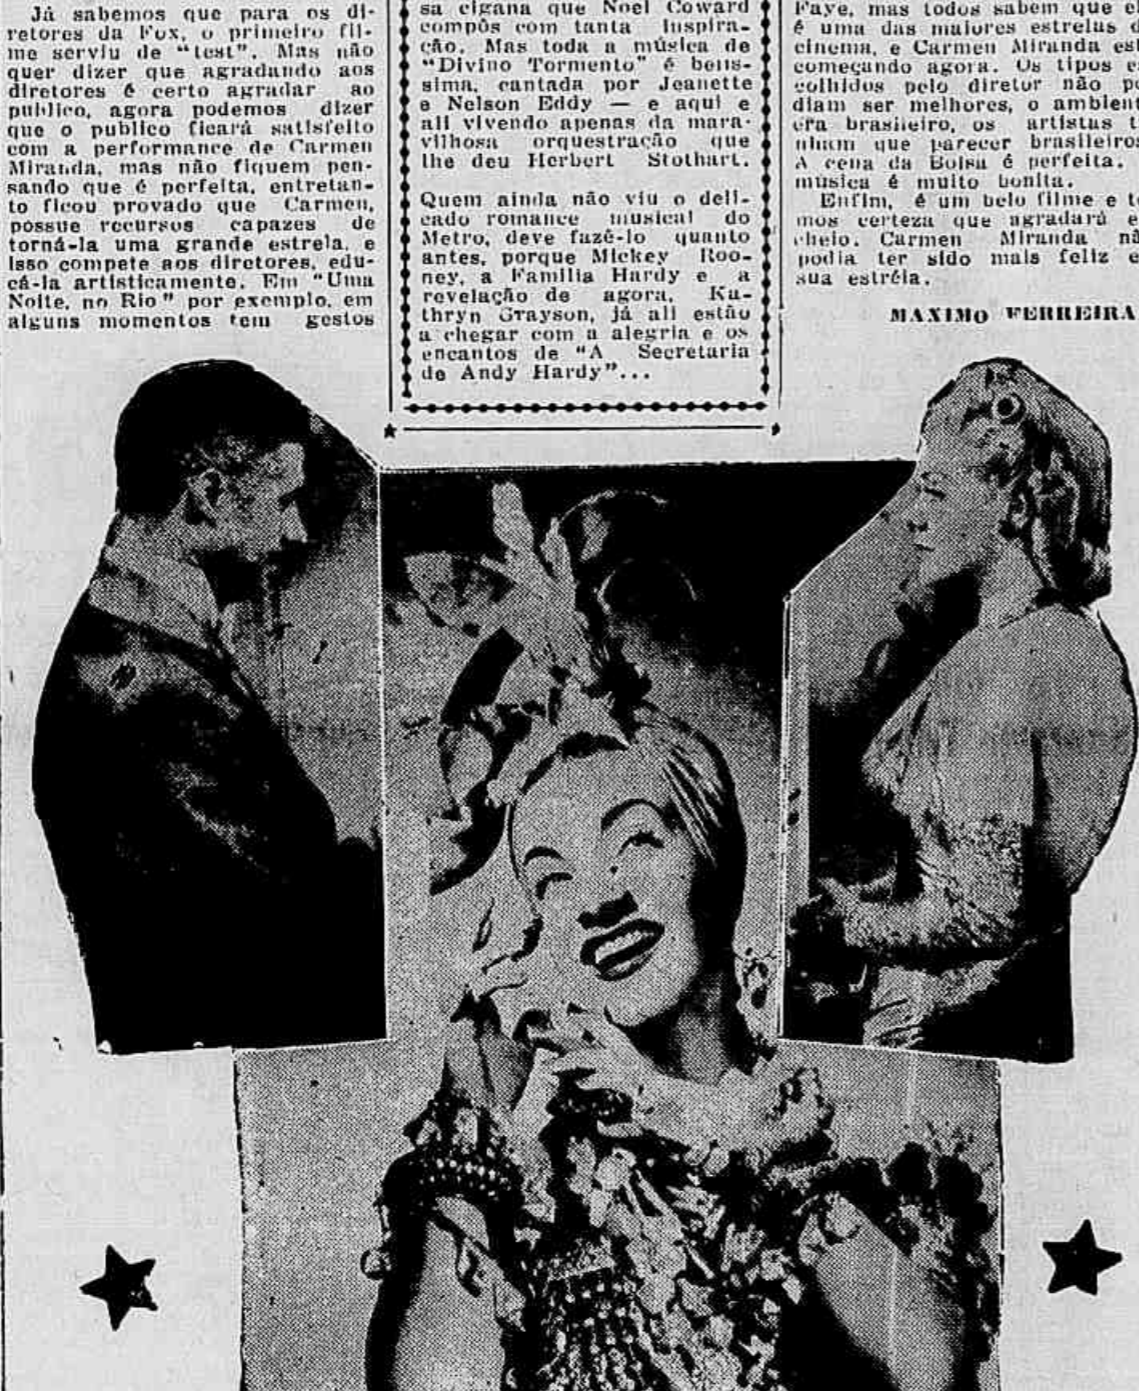 Já sabemos que para os di-
retores da Fox, o primeiro fil-
me serviu de "test". Mas não
quer dizer que agradando aos
diretores é certo agradar ao
publico, agora podemos dizer
que o publico ficará satisfeito
com a performance de Carmen
Miranda, mas não fiquem pen-
sando que é perfeita, entretan-
to ficou provado que Carmen,
possue recursos capazes de
torná-la uma grande estrela, e
isso compete aos diretores, edu-
cá-la artisticamente. Em "Uma
Noite, no Rio" por exemplo, em
alguns momentos tem gestos
sa cigana que Noel Coward
compôs com tanta inspira-
ção. Mas toda a música de
"Divino Tormento" é belis-
sima, cantada por Jeanette
e Nelson Eddy — e aqui e
ali vivendo apenas da mara-
vilhosa orquestração que
lhe deu Herbert Stothart.
Quem ainda não viu o deli-
cado romance musical do
Metro, deve fazê-lo quanto
antes, porque Mickey Roo-
ney, a Familia Hardy e a
revelação de agora, Ka-
thryn Grayson, já ali estão
a chegar com a alegria e os
encantos de "A Secretaria
de Andy Hardy"...
Faye, mas todos sabem que el
é uma das maiores estrelas d
cinema, e Carmen Miranda est
começando agora. Os tipos es
colhidos pelo diretor não po
diam ser melhores, o ambient
era brasileiro, os artistas t
nham que parecer brasileiros
A cena da Bolsa é perfeita.
musica é muito bonita.
Enfim, é um belo filme e te
mos certeza que agradará e
cheio. Carmen Miranda nã
podia ter sido mais feliz e
sua estréia.
MAXIMO FERREIRA